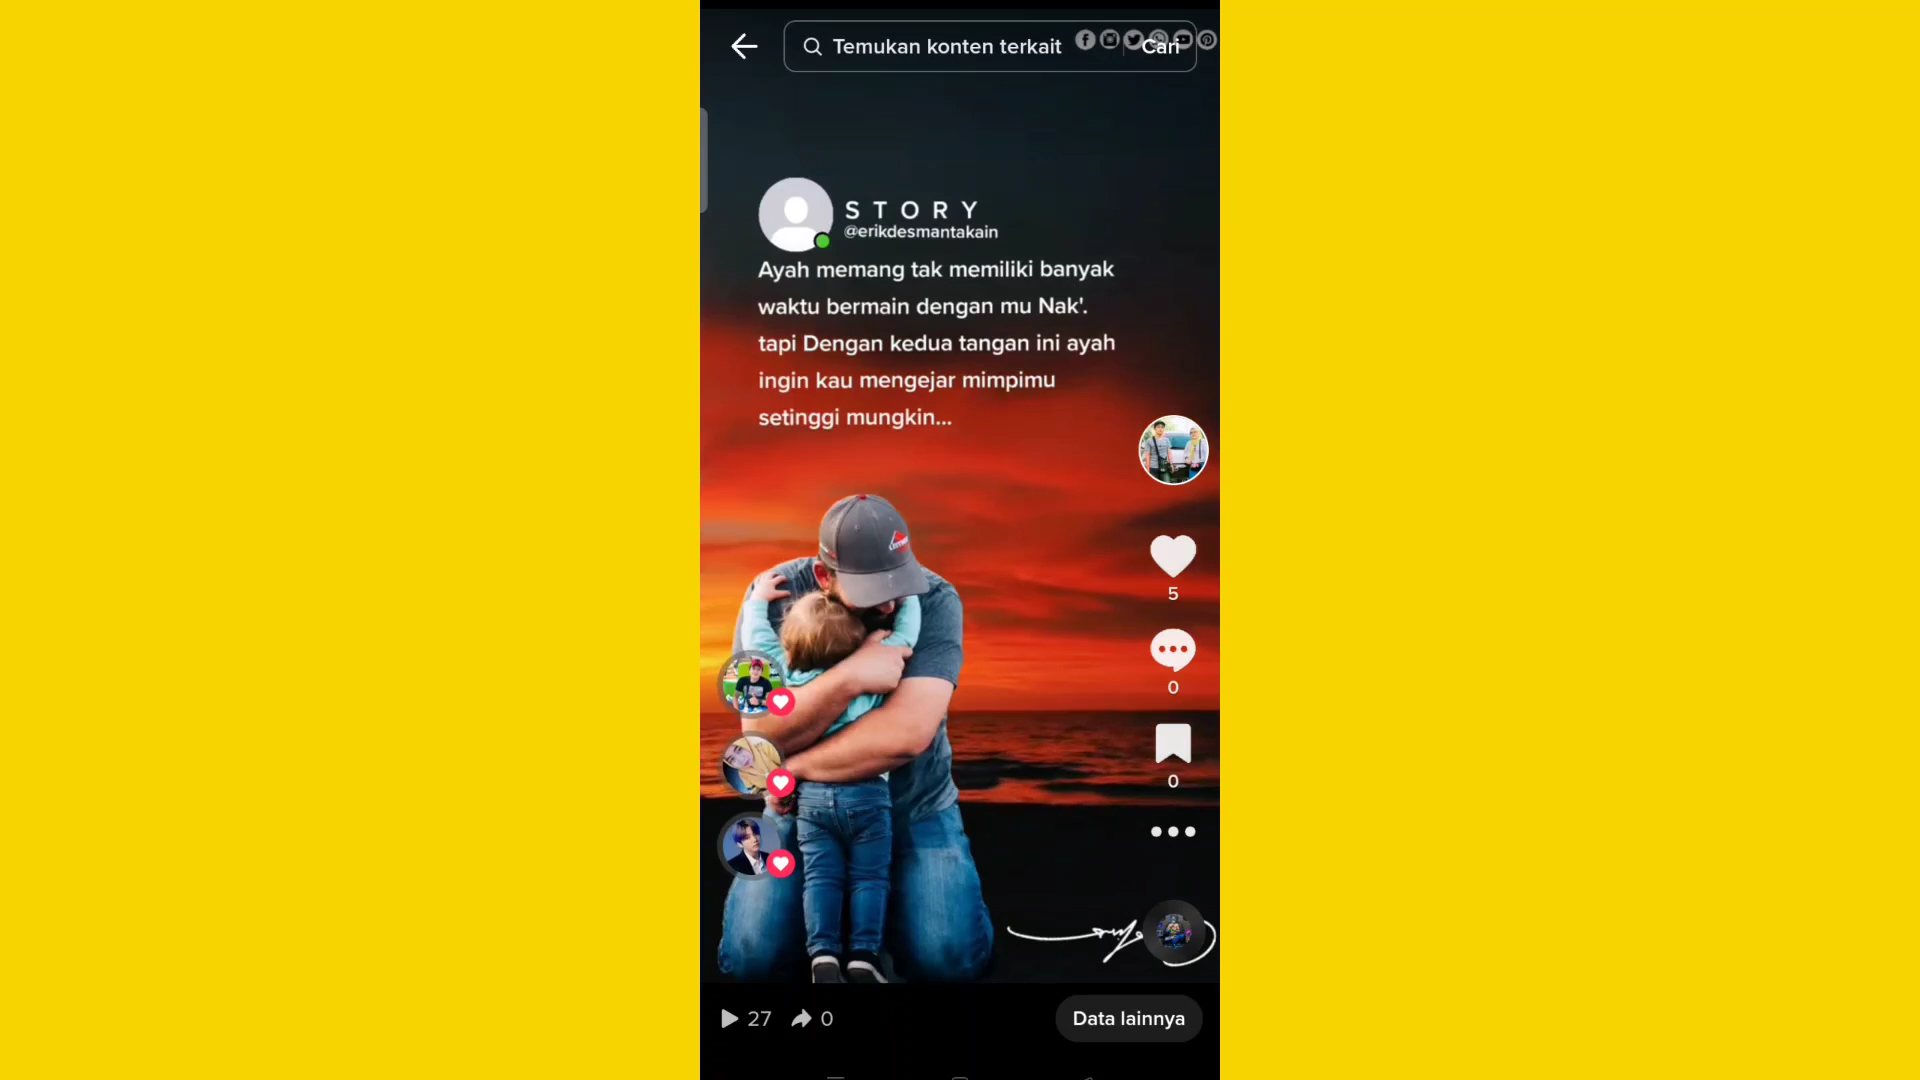 Temukan konten terkait
Cari
STORY
@erikdesmantakain
Ayah memang tak memiliki banyak
waktu bermain dengan mu Nak'.
tapi Dengan kedua tangan ini ayah
ingin kau mengejar mimpimu
setinggi mungkin...
5
0
0
27
0
Data lainnya